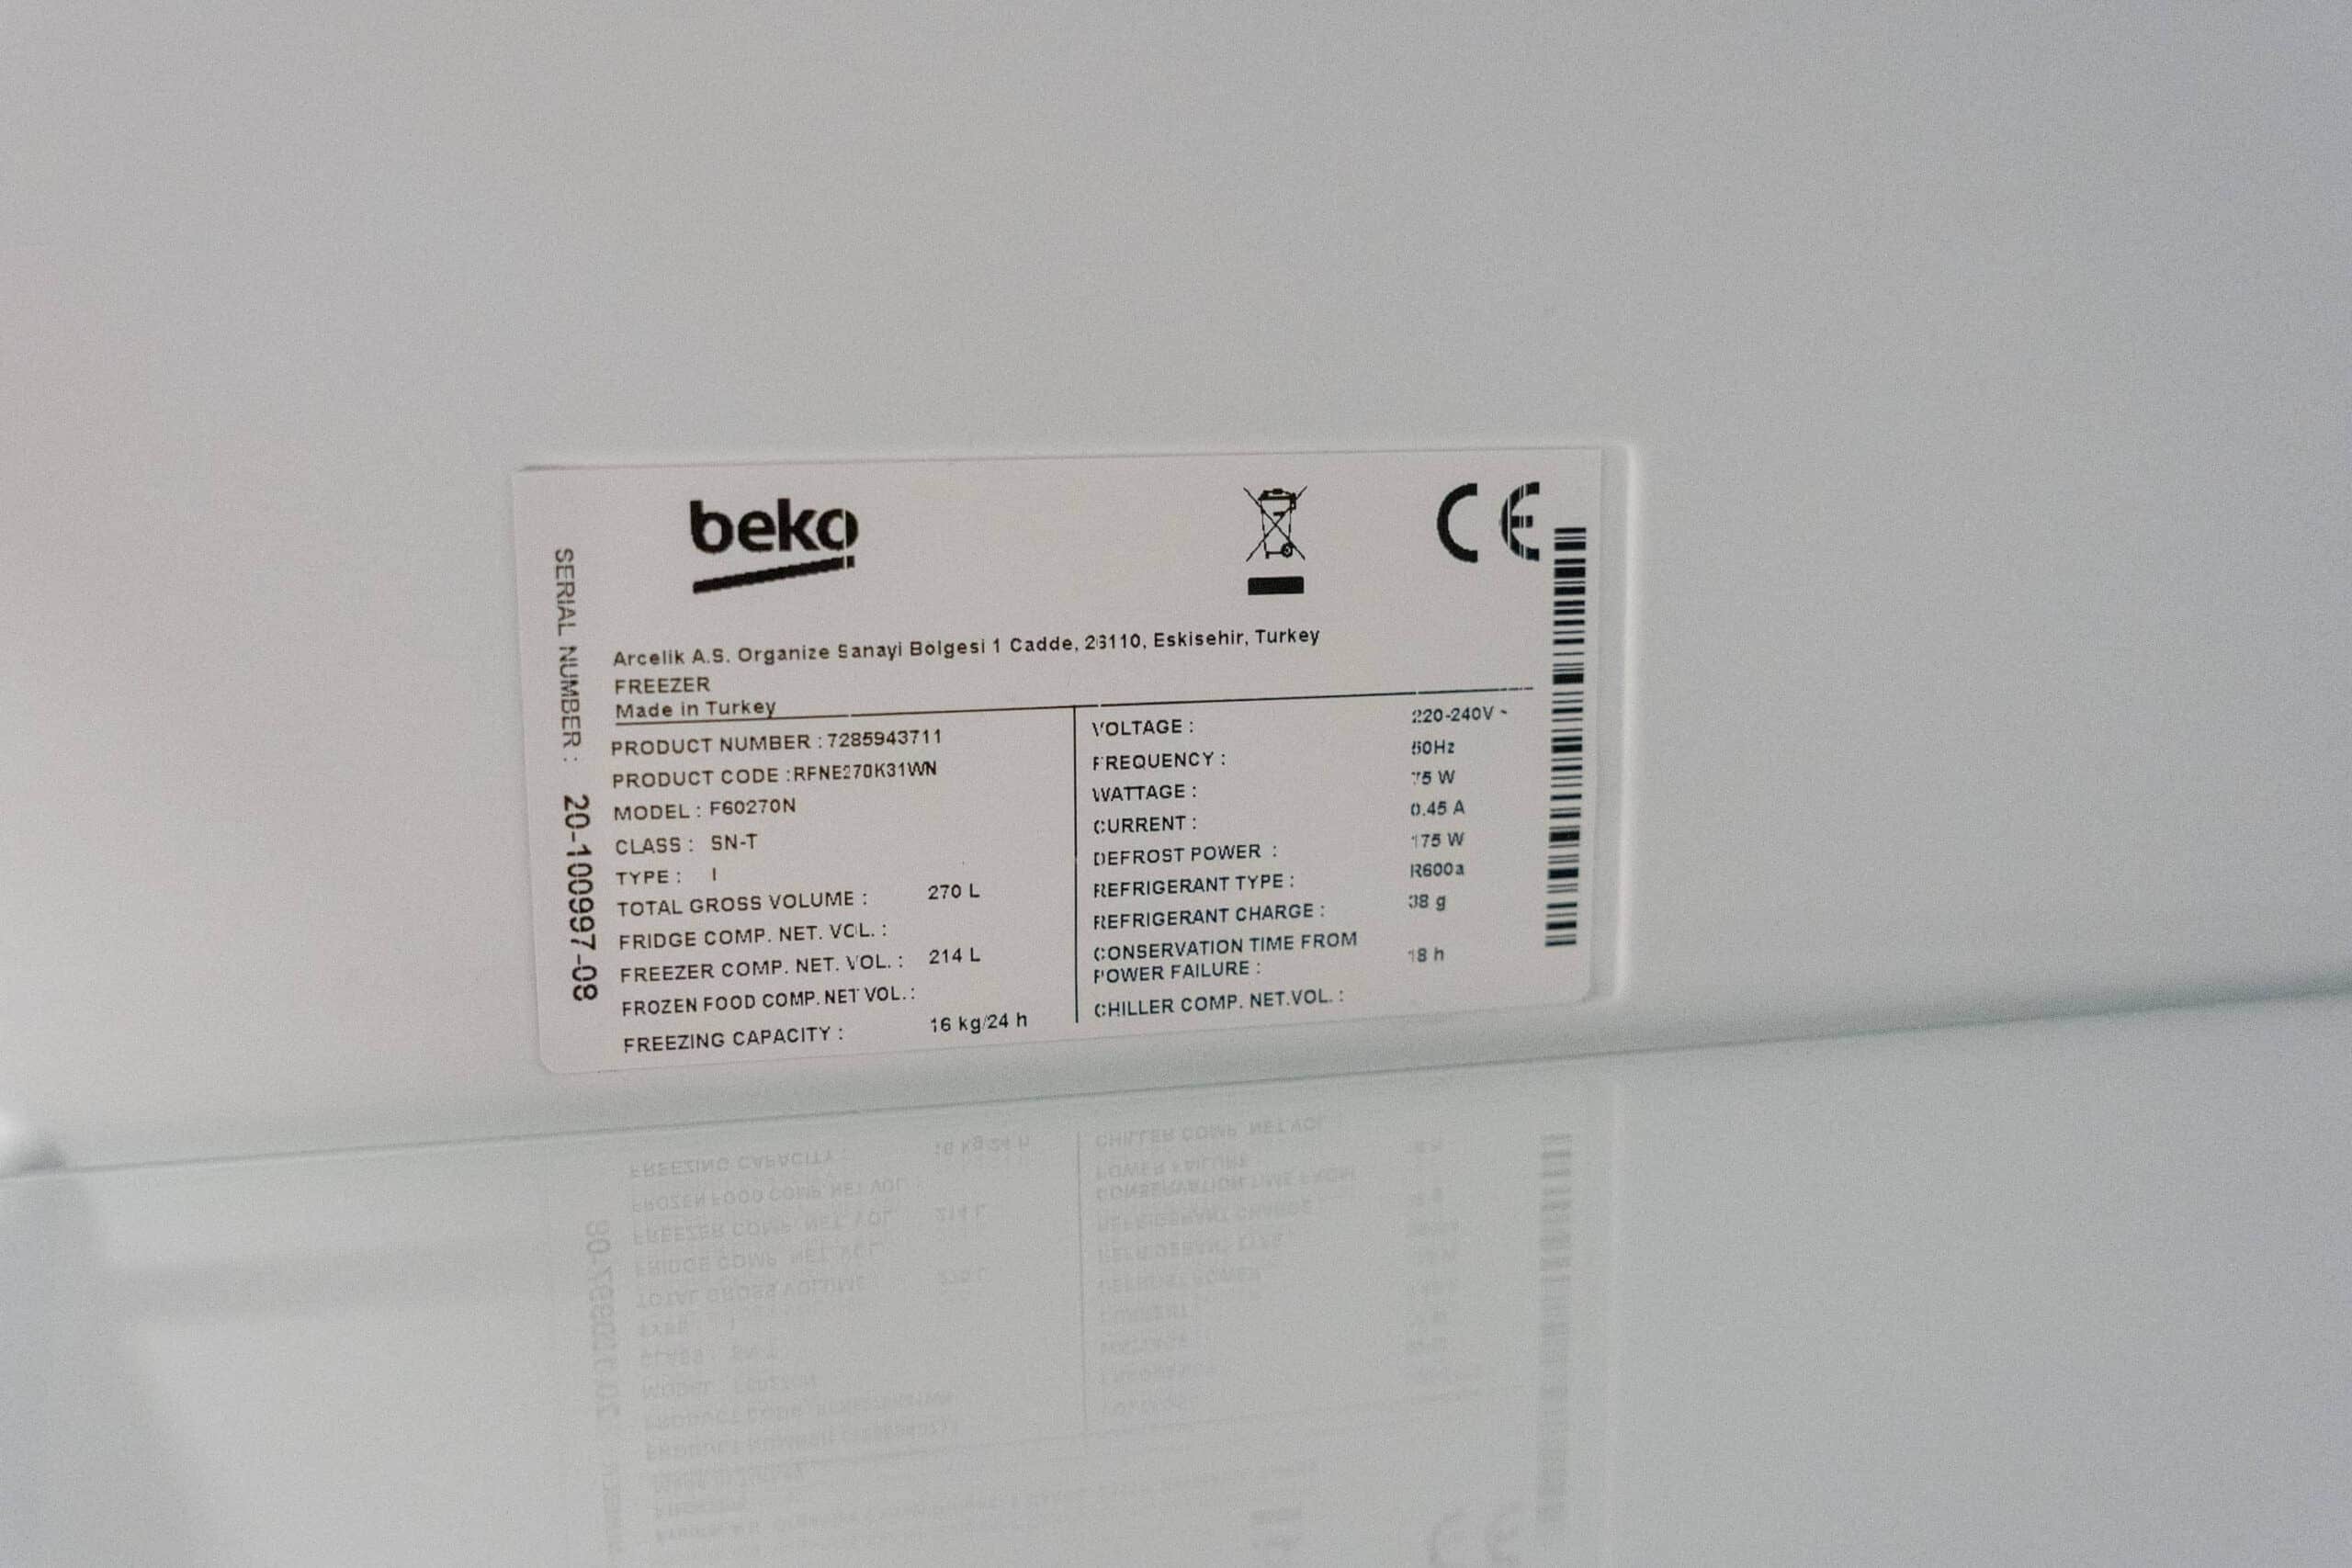 beko
CE
SERIAL NUMBER : 20-100997-08
Arcelik A.S. Organize Sanayi Bolgesi 1 Cadde, 26110, Eskisehir, Turkey
FREEZER
Made in Turkey
PRODUCT NUMBER : 7285943711
PRODUCT CODE :RFNE270K31WN
MODEL : F60270N
CLASS : SN-T
TYPE : I
TOTAL GROSS VOLUME : 270 L
FRIDGE COMP. NET. VOL. :
FREEZER COMP. NET. VOL. : 214 L
FROZEN FOOD COMP. NET VOL. :
FREEZING CAPACITY : 16 kg/24 h
VOLTAGE : 220-240V ~
FREQUENCY : 50Hz
WATTAGE : 75 W
CURRENT : 0.45 A
DEFROST POWER : 175 W
REFRIGERANT TYPE : R600a
REFRIGERANT CHARGE : 38 g
CONSERVATION TIME FROM
POWER FAILURE : 18 h
CHILLER COMP. NET.VOL. :